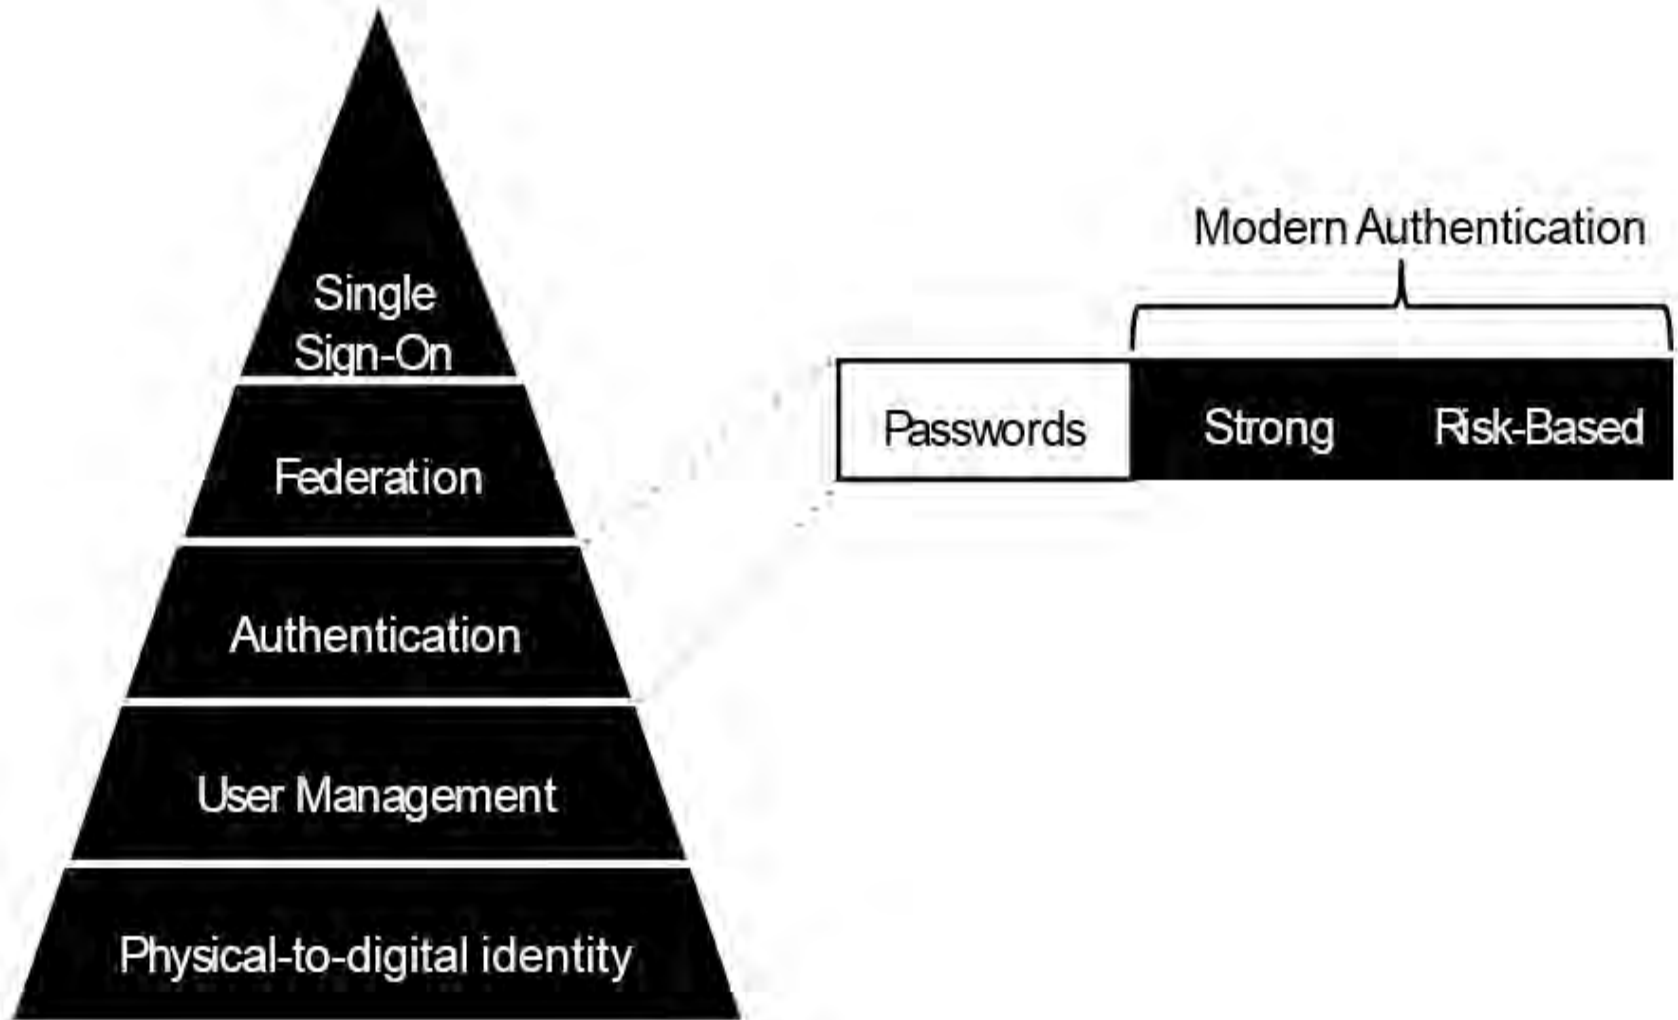 Single
Sign-On
Federation
Authentication
User Management
Physical-to-digital identity
Modern Authentication
Passwords
Strong
Risk-Based